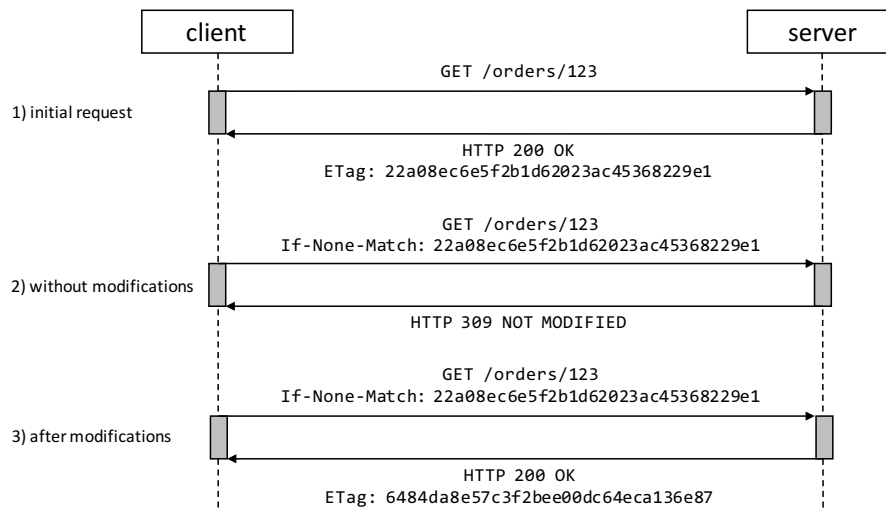 client
server
GET /orders/123
1) initial request
HTTP 200 OK
ETag: 22a08ec6e5f2b1d62023ac45368229e1
GET /orders/123
If-None-Match: 22a08ec6e5f2b1d62023ac45368229e1
2) without modifications
HTTP 309 NOT MODIFIED
GET /orders/123
If-None-Match: 22a08ec6e5f2b1d62023ac45368229e1
3) after modifications
HTTP 200 OK
ETag: 6484da8e57c3f2bee00dc64eca136e87